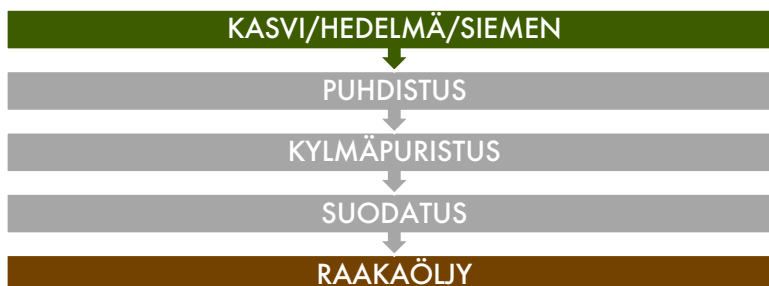 KASVI/HEDELMÄ/SIEMEN
PUHDISTUS
KYLMÄPURISTUS
SUODATUS
RAAKAÖLJY